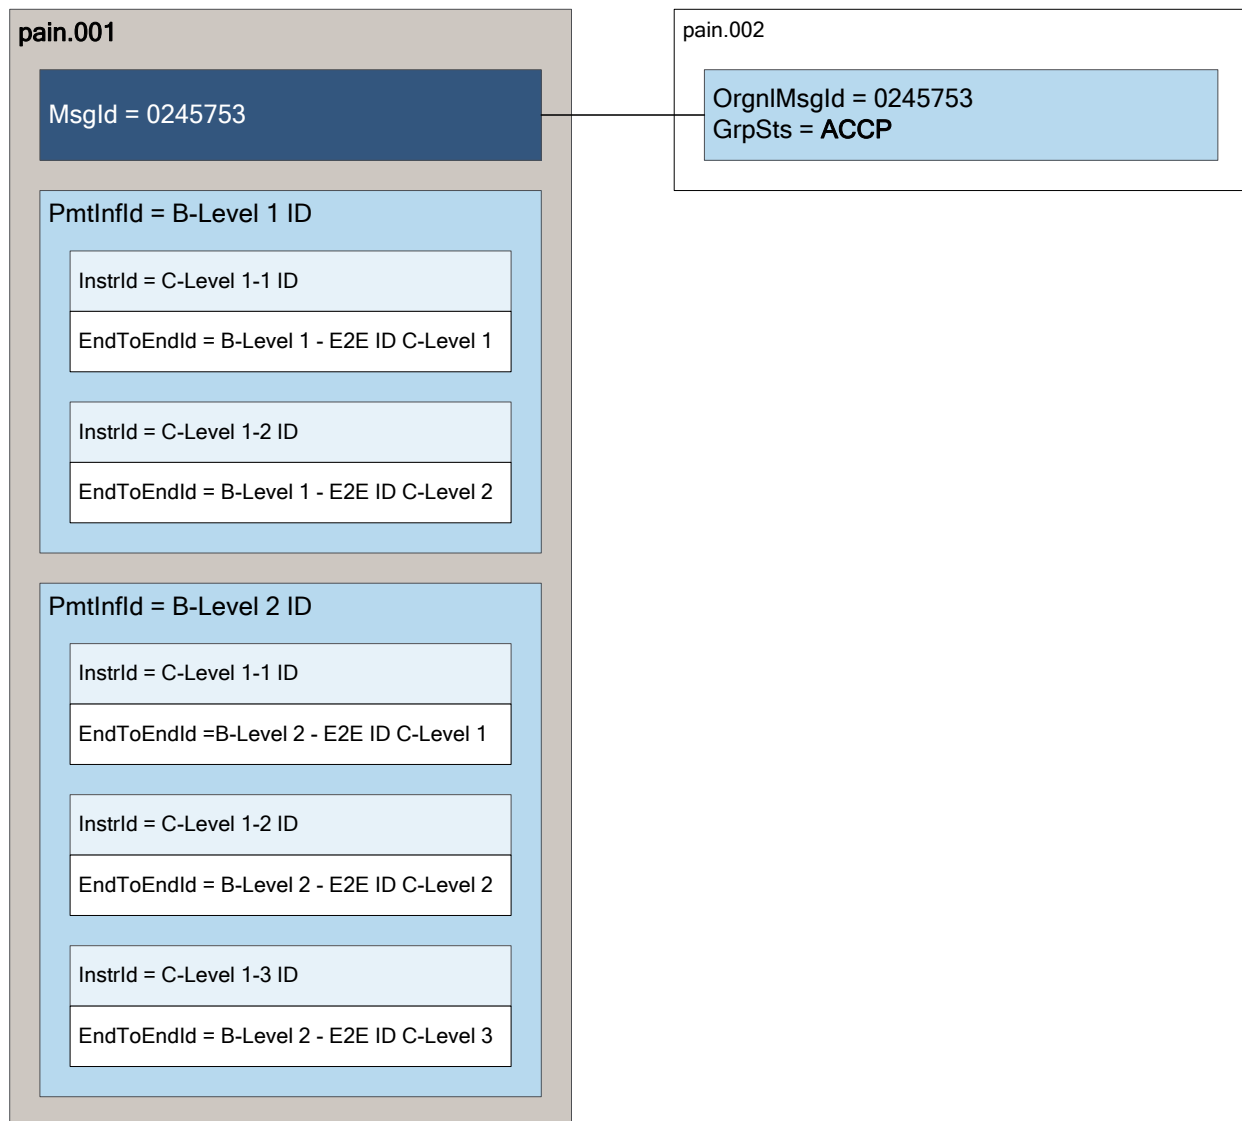 pain.001
MsgId = 0245753
PmtInfId = B-Level 1 ID
InstrId = C-Level 1-1 ID
EndToEndId = B-Level 1 - E2E ID C-Level 1
InstrId = C-Level 1-2 ID
EndToEndId = B-Level 1 - E2E ID C-Level 2
PmtInfId = B-Level 2 ID
InstrId = C-Level 1-1 ID
EndToEndId =B-Level 2 - E2E ID C-Level 1
InstrId = C-Level 1-2 ID
EndToEndId = B-Level 2 - E2E ID C-Level 2
InstrId = C-Level 1-3 ID
EndToEndId = B-Level 2 - E2E ID C-Level 3
pain.002
OrgnlMsgId = 0245753
GrpSts = ACCP